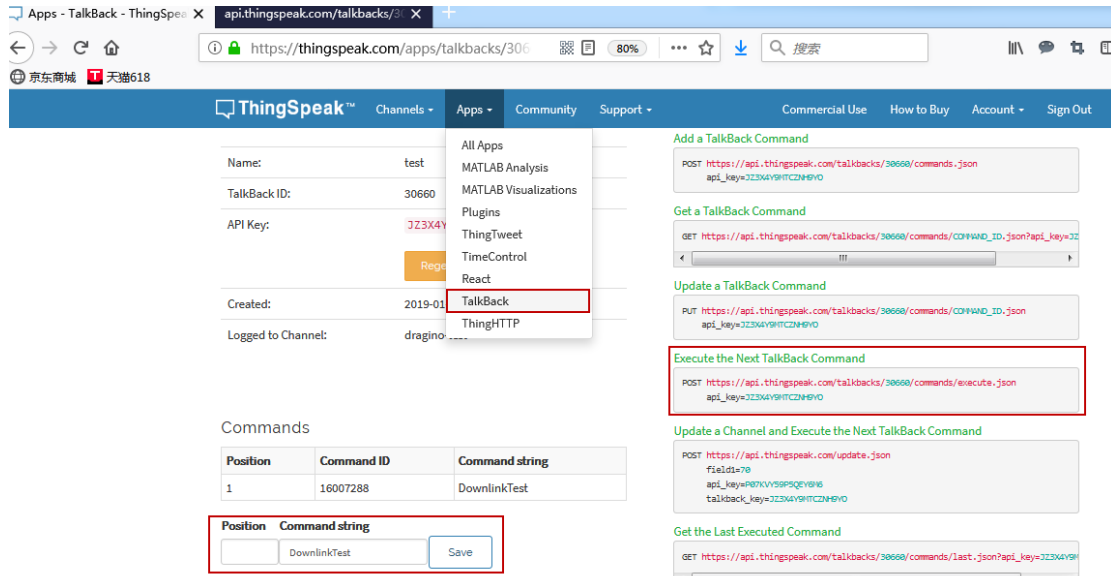 Apps - TalkBack - ThingSpea
api.thingspeak.com/talkbacks/30
https://thingspeak.com/apps/talkbacks/306
80%
搜索
京东商城
T 天猫618
ThingSpeak™
Channels
Apps
Community
Support
Commercial Use
How to Buy
Account
Sign Out
All Apps
MATLAB Analysis
MATLAB Visualizations
Plugins
ThingTweet
TimeControl
React
TalkBack
ThingHTTP
Name: test
TalkBack ID: 30660
API Key: JZ3X4Y
Rege
Created: 2019-01
Logged to Channel: dragino-test
Commands
Position Command ID Command string
1 16007288 DownlinkTest
Position Command string
DownlinkTest Save
Add a TalkBack Command
POST https://api.thingspeak.com/talkbacks/30660/commands.json
api_key=JZ3X4Y9MTCZNH9YO
Get a TalkBack Command
GET https://api.thingspeak.com/talkbacks/30660/commands/COMMAND_ID.json?api_key=JZ
Update a TalkBack Command
PUT https://api.thingspeak.com/talkbacks/30660/commands/COMMAND_ID.json
api_key=JZ3X4Y9MTCZNH9YO
Execute the Next TalkBack Command
POST https://api.thingspeak.com/talkbacks/30660/commands/execute.json
api_key=JZ3X4Y9MTCZNH9YO
Update a Channel and Execute the Next TalkBack Command
POST https://api.thingspeak.com/update.json
field1=70
api_key=P07KVY59P5QEY6H6
talkback_key=JZ3X4Y9MTCZNH9YO
Get the Last Executed Command
GET https://api.thingspeak.com/talkbacks/30660/commands/last.json?api_key=JZ3X4Y9M